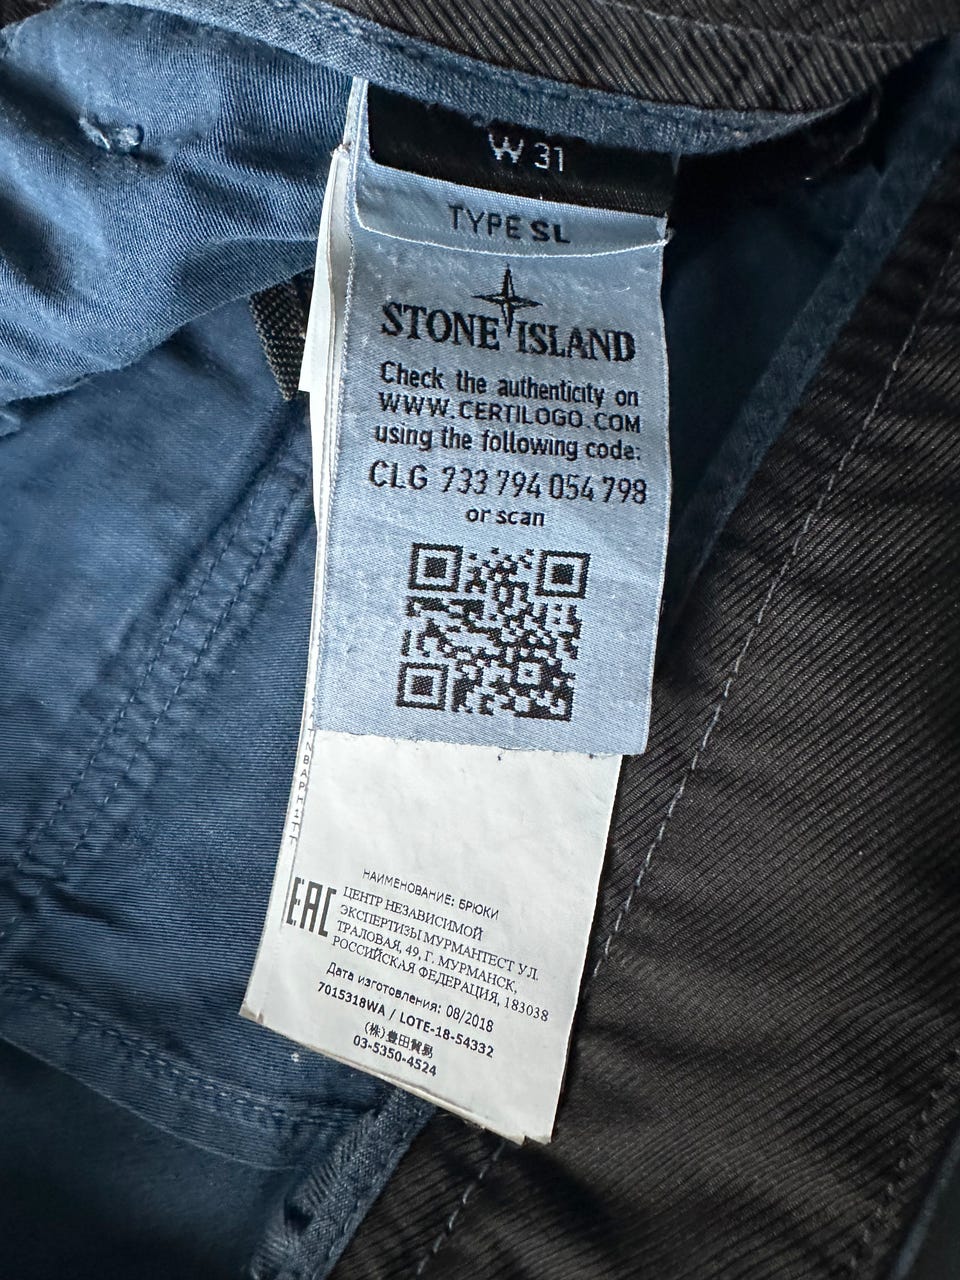 W 31
TYPE SL
STONE ISLAND
Check the authenticity on
WWW.CERTILOGO.COM
using the following code:
CLG 733 794 054 798
or scan
НАИМЕНОВАНИЕ: БРЮКИ
EAC
ЦЕНТР НЕЗАВИСИМОЙ
ЭКСПЕРТИЗЫ МУРМАНТЕСТ УЛ.
ТРАЛОВАЯ, 49, Г. МУРМАНСК,
РОССИЙСКАЯ ФЕДЕРАЦИЯ, 183038
Дата изготовления: 08/2018
7015318WA / LOTE-18-54332
(株)豊田貿易
03-5350-4524